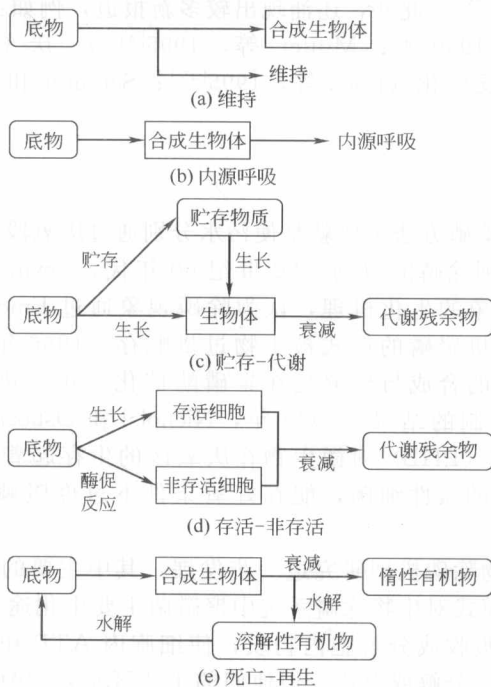 底物 合成生物体
维持
(a) 维持
底物 合成生物体 内源呼吸
(b) 内源呼吸
贮存物质
贮存 生长
底物 生长 生物体 衰减 代谢残余物
(c) 贮存-代谢
生长 存活细胞
底物 衰减 代谢残余物
酶促
反应 非存活细胞
(d) 存活-非存活
底物 合成生物体 衰减 惰性有机物
水解 水解
溶解性有机物
(e) 死亡-再生